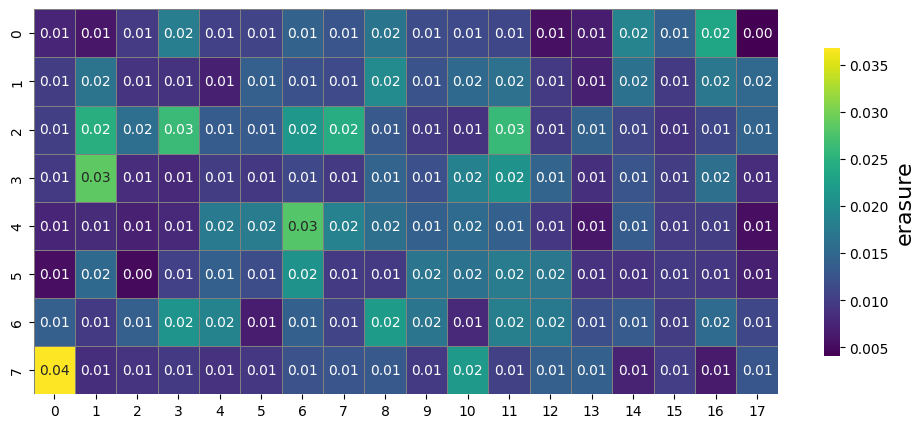 0 0.01 0.01 0.01 0.02 0.01 0.01 0.01 0.01 0.02 0.01 0.01 0.01 0.01 0.01 0.02 0.01 0.02 0.00
1 0.01 0.02 0.01 0.01 0.01 0.01 0.01 0.01 0.02 0.01 0.02 0.02 0.01 0.01 0.02 0.01 0.02 0.02
2 0.01 0.02 0.02 0.03 0.01 0.01 0.02 0.02 0.01 0.01 0.01 0.03 0.01 0.01 0.01 0.01 0.01 0.01
3 0.01 0.03 0.01 0.01 0.01 0.01 0.01 0.01 0.01 0.01 0.02 0.02 0.01 0.01 0.01 0.01 0.02 0.01
4 0.01 0.01 0.01 0.01 0.02 0.02 0.03 0.02 0.02 0.01 0.02 0.01 0.01 0.01 0.01 0.01 0.01 0.01
5 0.01 0.02 0.00 0.01 0.01 0.01 0.02 0.01 0.01 0.02 0.02 0.02 0.02 0.01 0.01 0.01 0.01 0.01
6 0.01 0.01 0.01 0.02 0.02 0.01 0.01 0.01 0.02 0.02 0.01 0.02 0.02 0.01 0.01 0.01 0.02 0.01
7 0.04 0.01 0.01 0.01 0.01 0.01 0.01 0.01 0.01 0.01 0.02 0.01 0.01 0.01 0.01 0.01 0.01 0.01
0 1 2 3 4 5 6 7 8 9 10 11 12 13 14 15 16 17
0.035
0.030
0.025
0.020
0.015
0.010
0.005
erasure